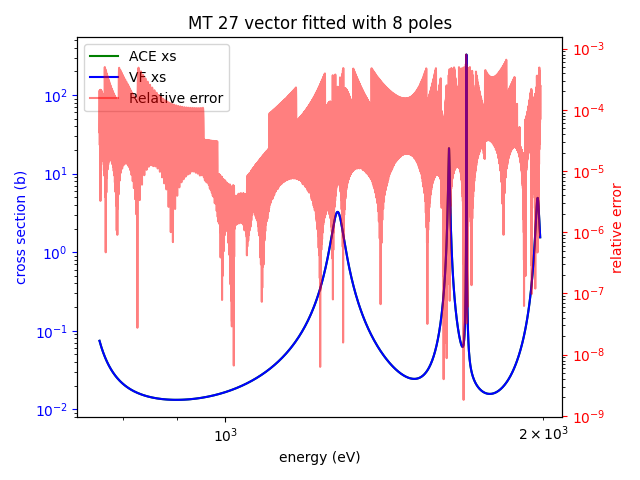 MT 27 vector fitted with 8 poles
ACE xs
VF xs
Relative error
cross section (b)
10²
10¹
10⁰
10⁻¹
10⁻²
10⁻³
10⁻⁴
10⁻⁵
10⁻⁶
10⁻⁷
10⁻⁸
10⁻⁹
relative error
10³
2 × 10³
energy (eV)